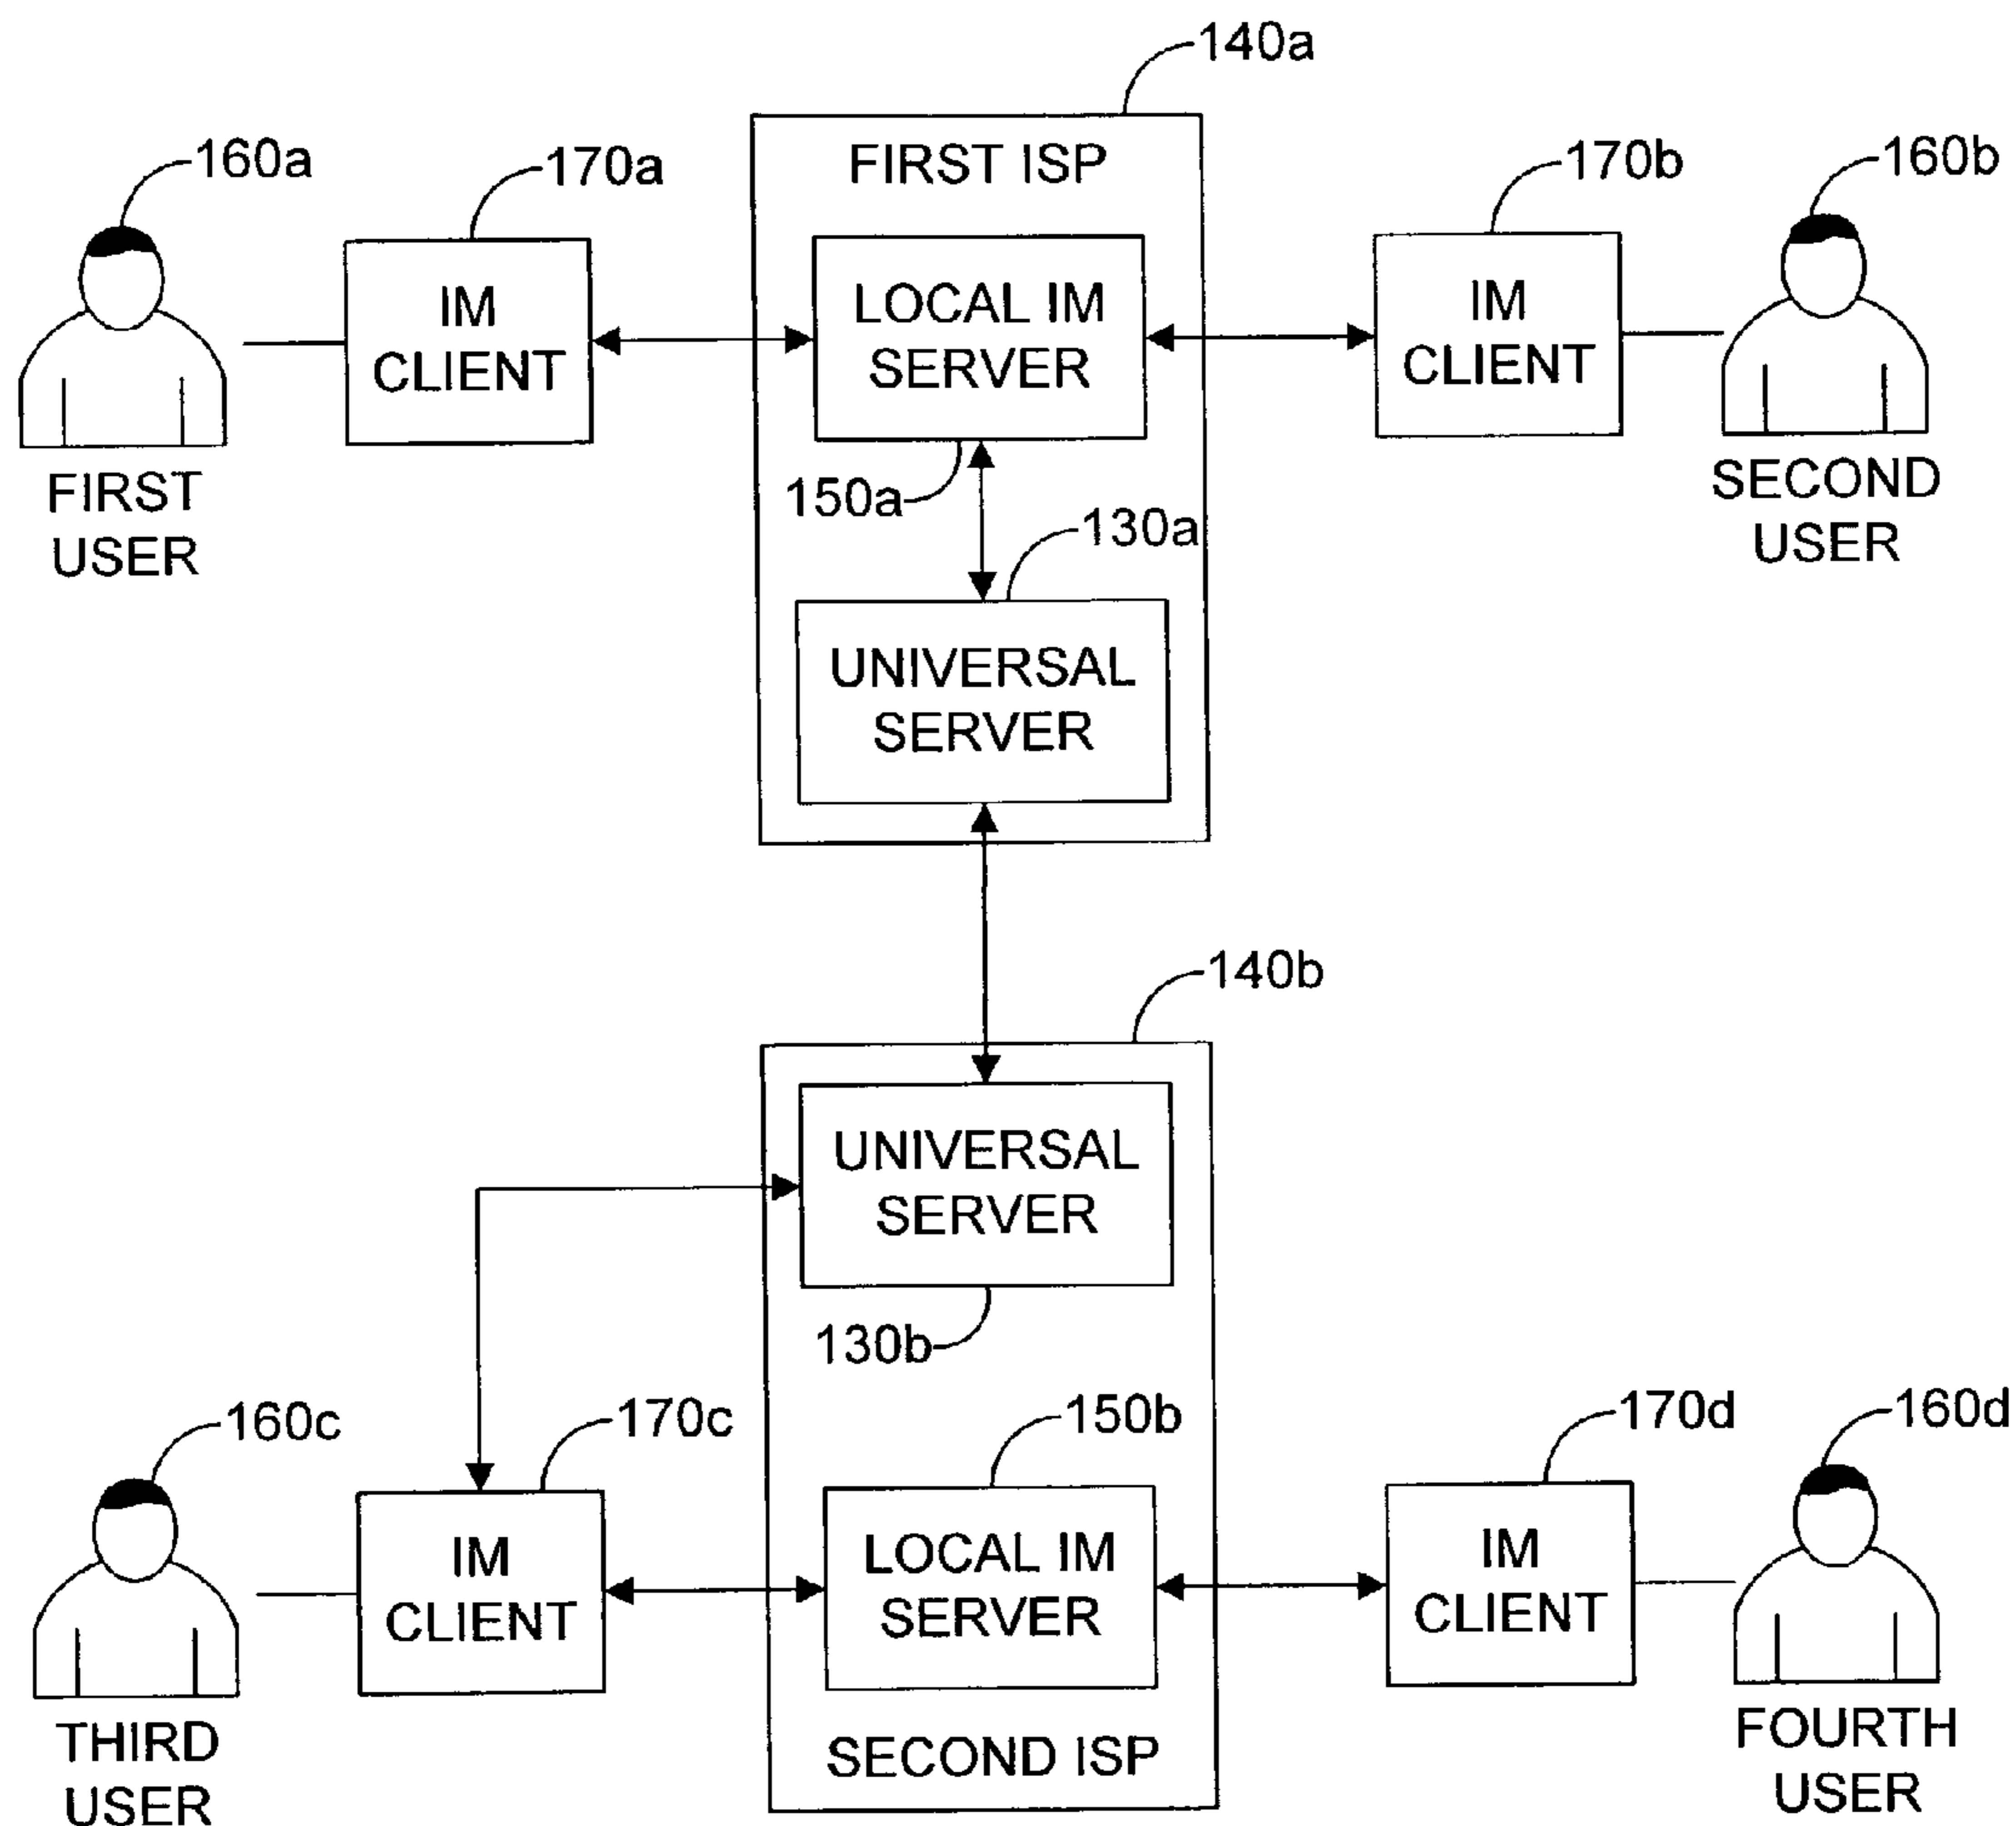 140a
160a
170a
FIRST ISP
170b
160b
IM
CLIENT
LOCAL IM
SERVER
IM
CLIENT
150a
FIRST
USER
SECOND
USER
130a
UNIVERSAL
SERVER
140b
UNIVERSAL
SERVER
130b
160c
170c
150b
170d
160d
IM
CLIENT
LOCAL IM
SERVER
IM
CLIENT
THIRD
USER
SECOND ISP
FOURTH
USER